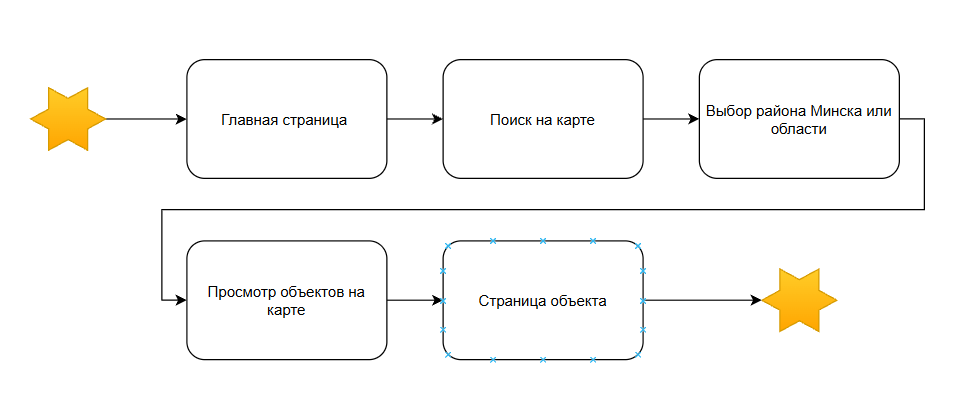 Главная страница
Поиск на карте
Выбор района Минска или
области
Просмотр объектов на
карте
Страница объекта